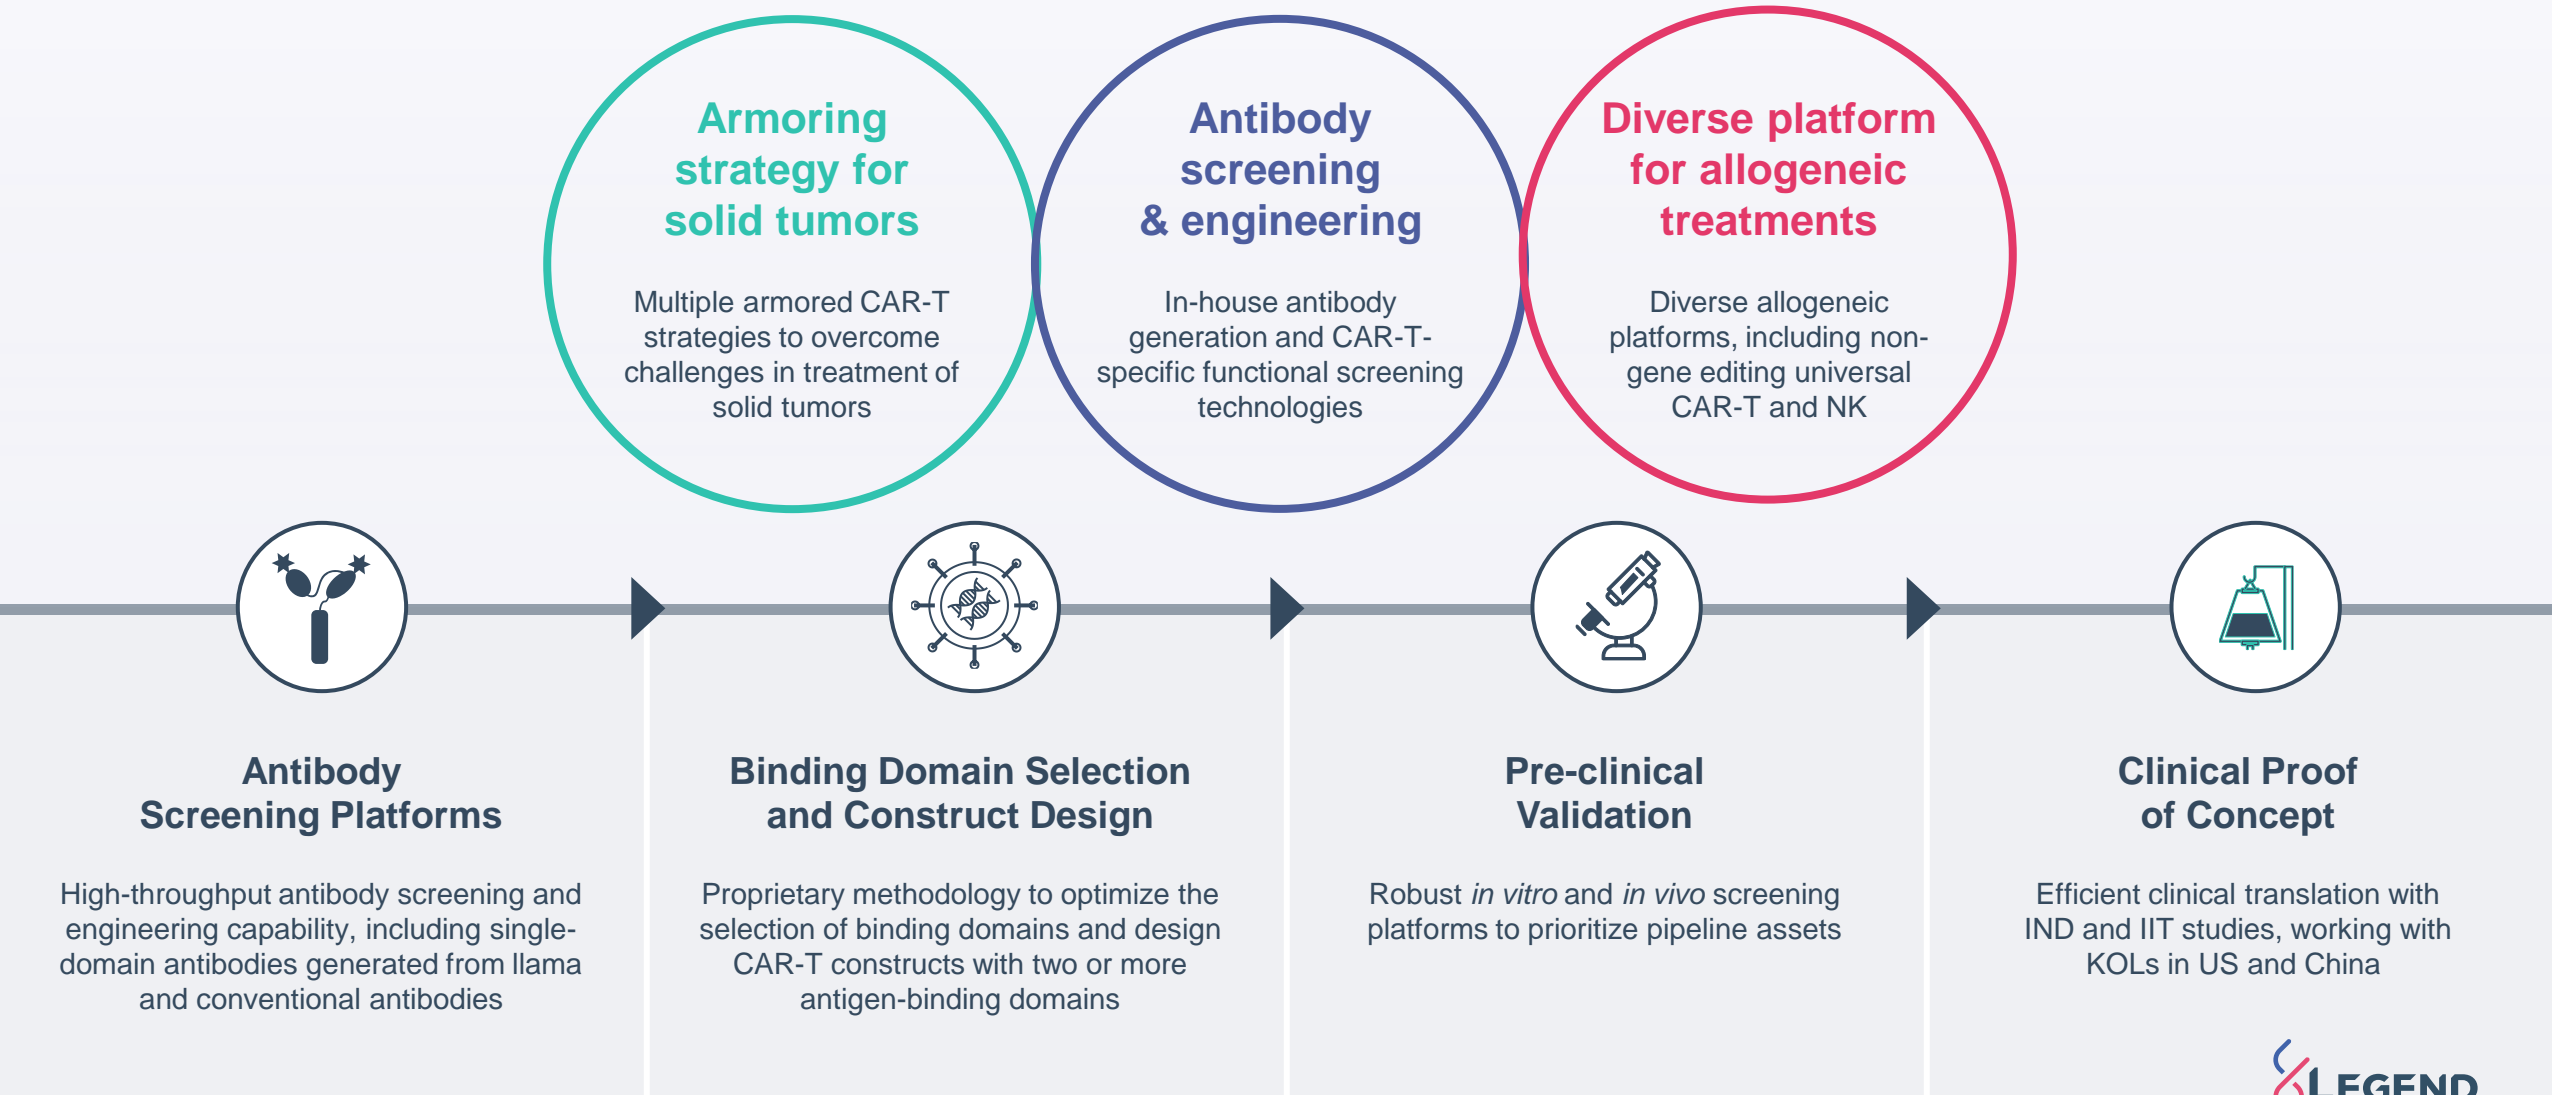 Armoring
strategy for
solid tumors
Multiple armored CAR-T
strategies to overcome
challenges in treatment of
solid tumors
Antibody
screening
& engineering
In-house antibody
generation and CAR-T-
specific functional screening
technologies
Diverse platform
for allogeneic
treatments
Diverse allogeneic
platforms, including non-
gene editing universal
CAR-T and NK
Antibody
Screening Platforms
High-throughput antibody screening and
engineering capability, including single-
domain antibodies generated from llama
and conventional antibodies
Binding Domain Selection
and Construct Design
Proprietary methodology to optimize the
selection of binding domains and design
CAR-T constructs with two or more
antigen-binding domains
Pre-clinical
Validation
Robust in vitro and in vivo screening
platforms to prioritize pipeline assets
Clinical Proof
of Concept
Efficient clinical translation with
IND and IIT studies, working with
KOLs in US and China
LEGEND